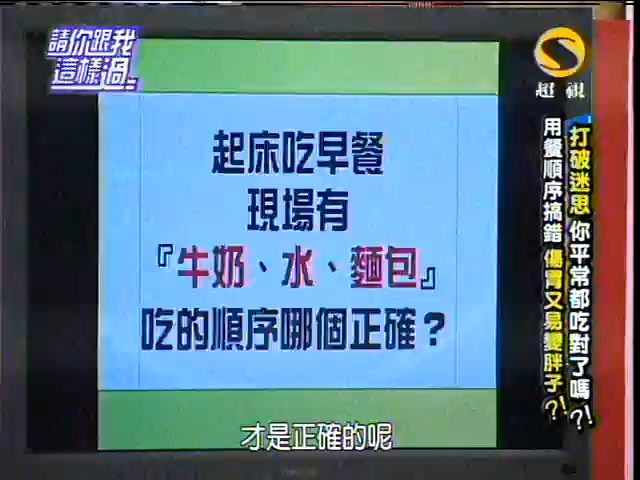 請你跟我
這樣過
超視
起床吃早餐
現場有
『牛奶、水、麵包』
吃的順序哪個正確？
打破迷思 你平常都吃對了嗎?!
用餐順序搞錯 傷胃又易變胖子?!
才是正確的呢